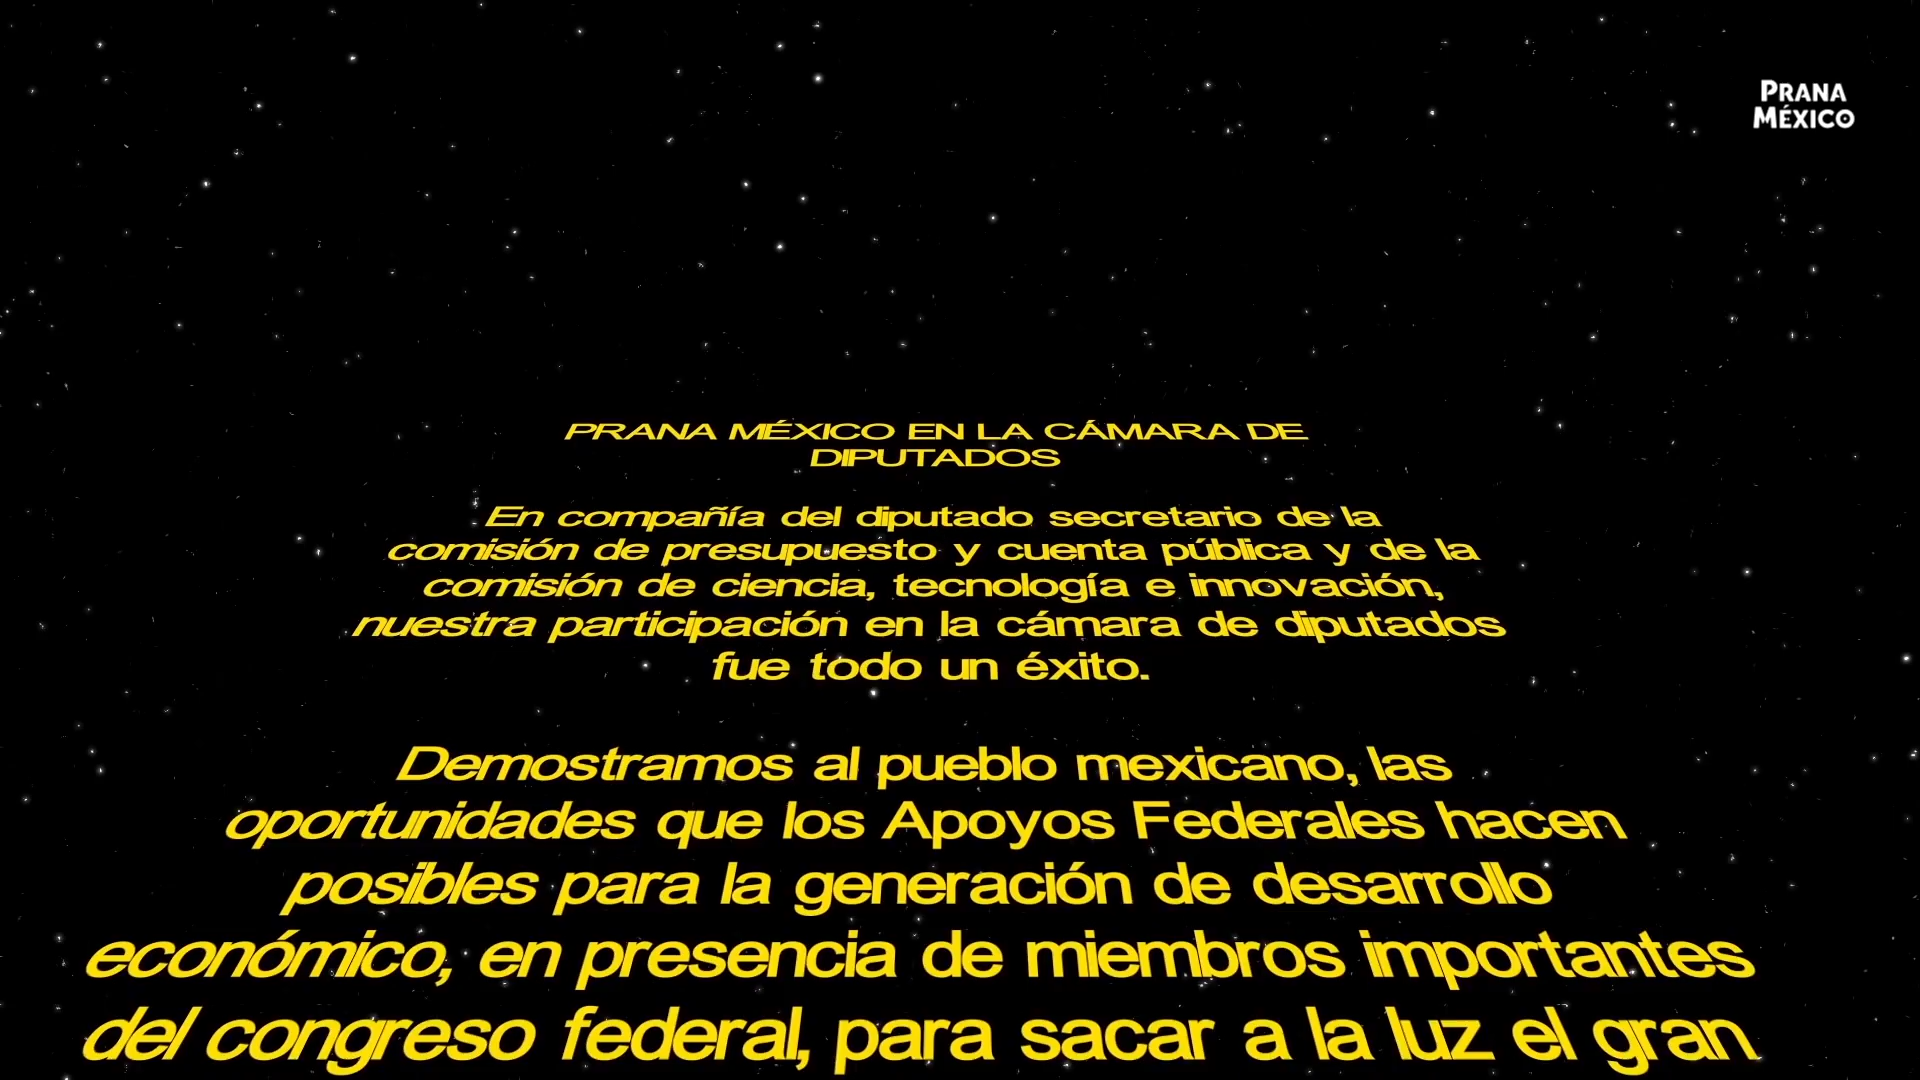 PRANA
MÉXICO
PRANA MÉXICO EN LA CÁMARA DE
DIPUTADOS
En compañía del diputado secretario de la
comisión de presupuesto y cuenta pública y de la
comisión de ciencia, tecnología e innovación,
nuestra participación en la cámara de diputados
fue todo un éxito.
Demostramos al pueblo mexicano, las
oportunidades que los Apoyos Federales hacen
posibles para la generación de desarrollo
económico, en presencia de miembros importantes
del congreso federal, para sacar a la luz el gran